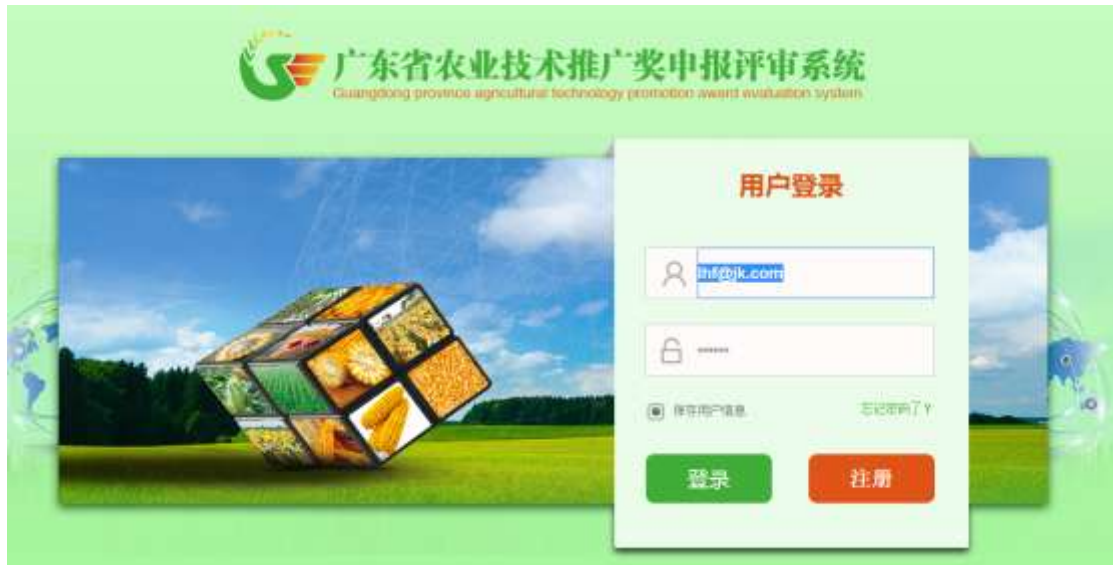 广东省农业技术推广奖申报评审系统
Guangdong province agricultural technology promotion award evaluation system
用户登录
lhf@jk.com
保存用户信息
忘记密码了?
登录
注册